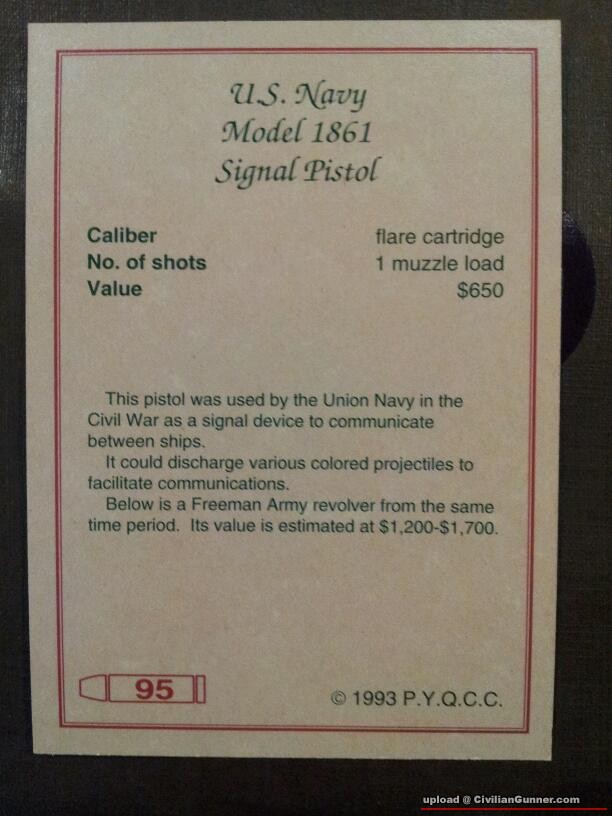 U.S. Navy
Model 1861
Signal Pistol
Caliber flare cartridge
No. of shots 1 muzzle load
Value $650
This pistol was used by the Union Navy in the
Civil War as a signal device to communicate
between ships.
It could discharge various colored projectiles to
facilitate communications.
Below is a Freeman Army revolver from the same
time period. Its value is estimated at $1,200-$1,700.
95
© 1993 P.Y.Q.C.C.
upload @ CivilianGunner.com